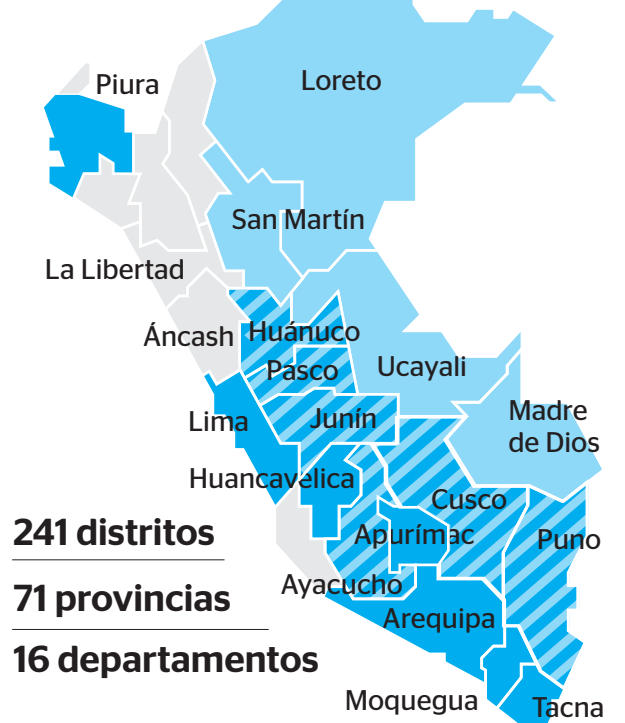 Piura
Loreto
San Martín
La Libertad
Áncash
Huánuco
Pasco
Ucayali
Lima
Junín
Madre
de Dios
Huancavelica
Cusco
241 distritos
Apurímac
Puno
Ayacucho
71 provincias
Arequipa
16 departamentos
Moquegua
Tacna